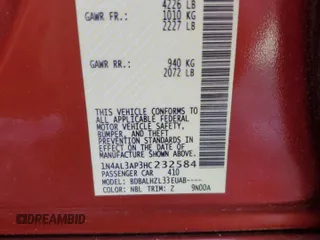 4226 LB
GAWR FR.: 1010 KG
2227 LB
GAWR RR.: 940 KG
2072 LB
THIS VEHICLE CONFORMS TO ALL
APPLICABLE FEDERAL MOTOR
VEHICLE SAFETY, BUMPER, AND
THEFT PREVENTION STANDARDS
IN EFFECT ON THE DATE OF
MANUFACTURE SHOWN ABOVE.
1N4AL3AP3HC232584
PASSENGER CAR 410
MODEL: BDBALHZL33EUAB----
COLOR: NBL TRIM: Z 9N00A
DREAMBID